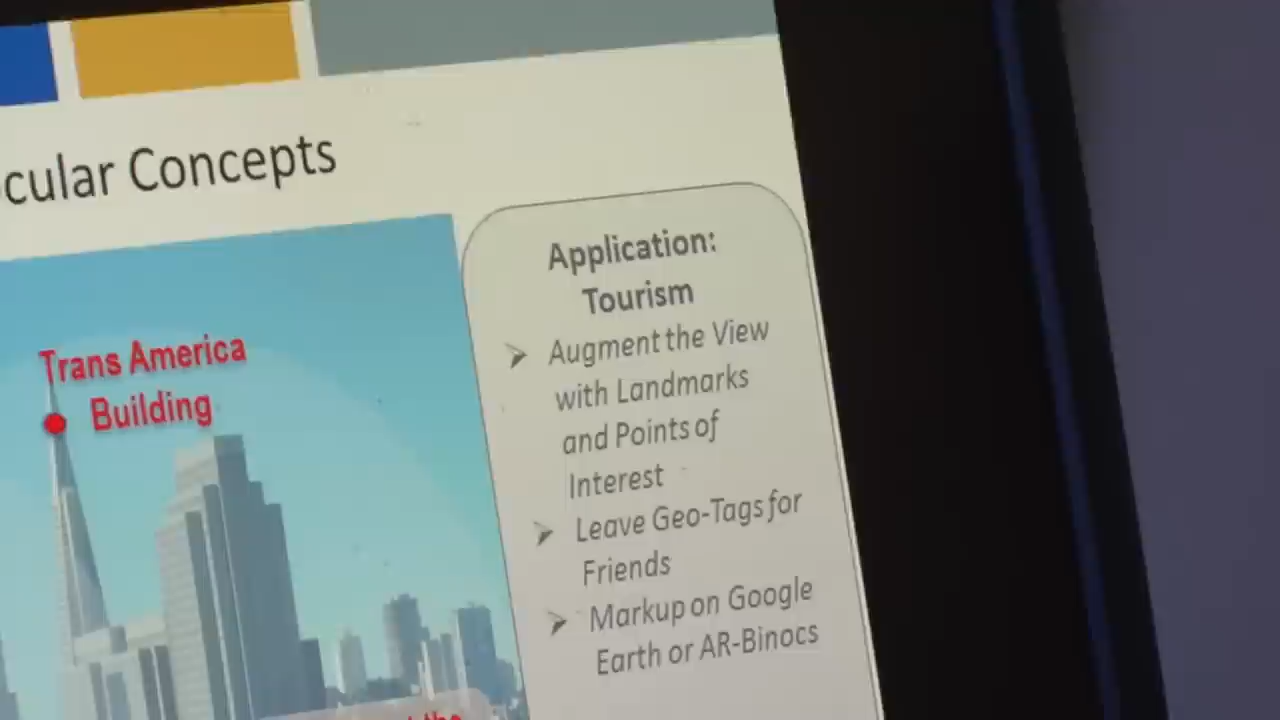 Concepts
Trans America
Building
Application:
Tourism
➢ Augment the View
with Landmarks
and Points of
Interest
➢ Leave Geo-Tags for
Friends
➢ Markup on Google
Earth or AR-Binocs
the